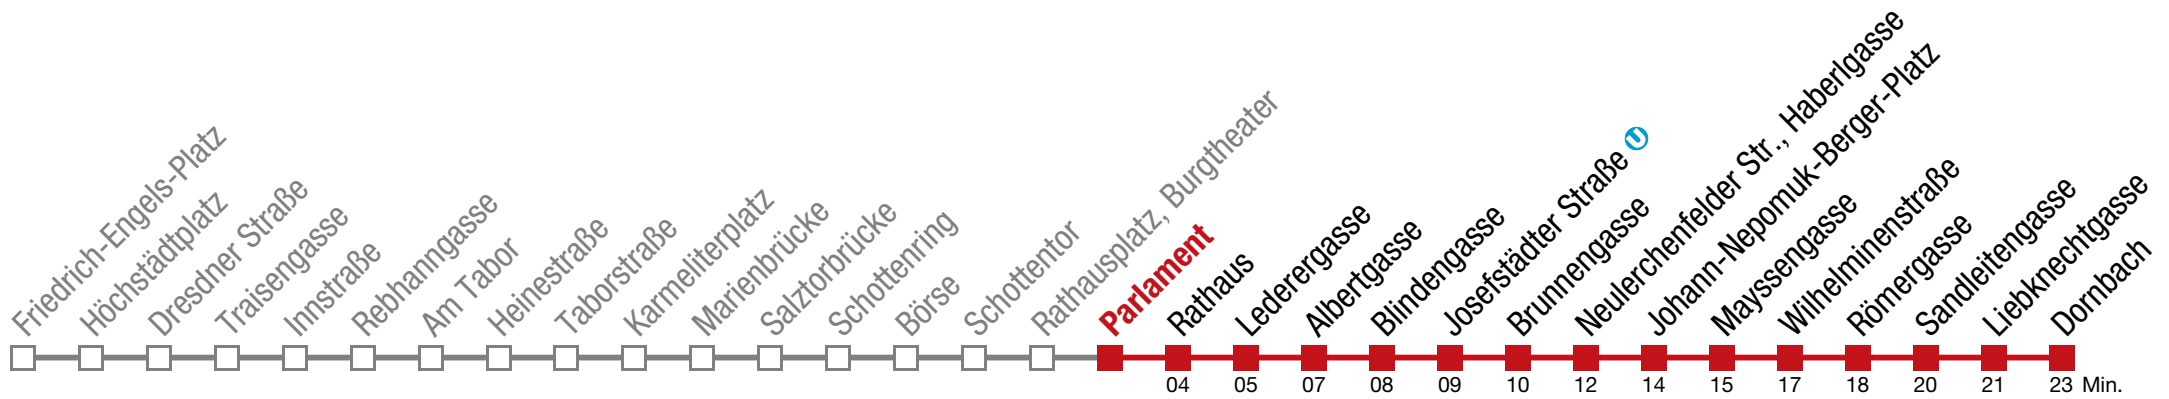 Friedrich-Engels-Platz
Höchstädtplatz
Dresdner Straße
Traisengasse
Innstraße
Rebhanngasse
Am Tabor
Heinestraße
Taborstraße
Karmeliterplatz
Marienbrücke
Salztorbrücke
Schottenring
Börse
Schottentor
Rathausplatz, Burgtheater
Parlament
Rathaus
Lederergasse
Albertgasse
Blindengasse
Josefstädter Straße U
Brunnengasse
Neulerchenfelder Str., Haberlgasse
Johann-Nepomuk-Berger-Platz
Mayssengasse
Wilhelminenstraße
Römergasse
Sandleitengasse
Liebknechtgasse
Dornbach
04 05 07 08 09 10 12 14 15 17 18 20 21 23 Min.